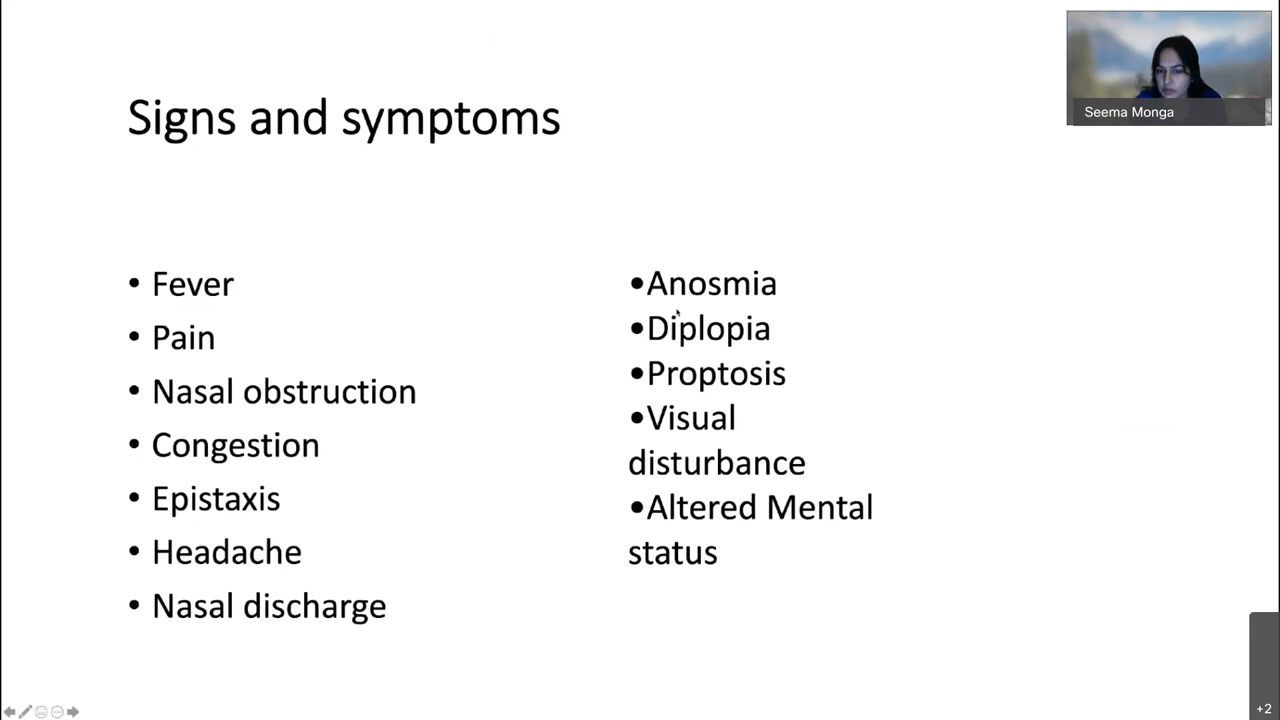 Signs and symptoms
• Fever
• Pain
• Nasal obstruction
• Congestion
• Epistaxis
• Headache
• Nasal discharge
•Anosmia
•Diplopia
•Proptosis
•Visual
disturbance
•Altered Mental
status
Seema Monga
+2